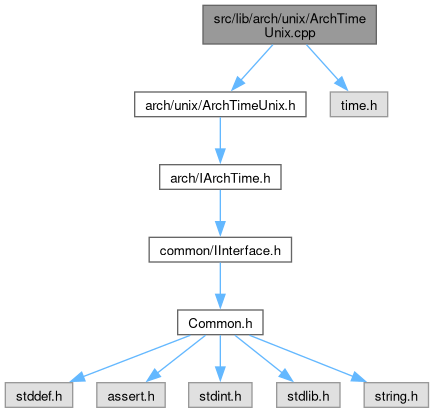 src/lib/arch/unix/ArchTime
Unix.cpp
arch/unix/ArchTimeUnix.h
time.h
arch/IArchTime.h
common/IInterface.h
Common.h
stddef.h
assert.h
stdint.h
stdlib.h
string.h